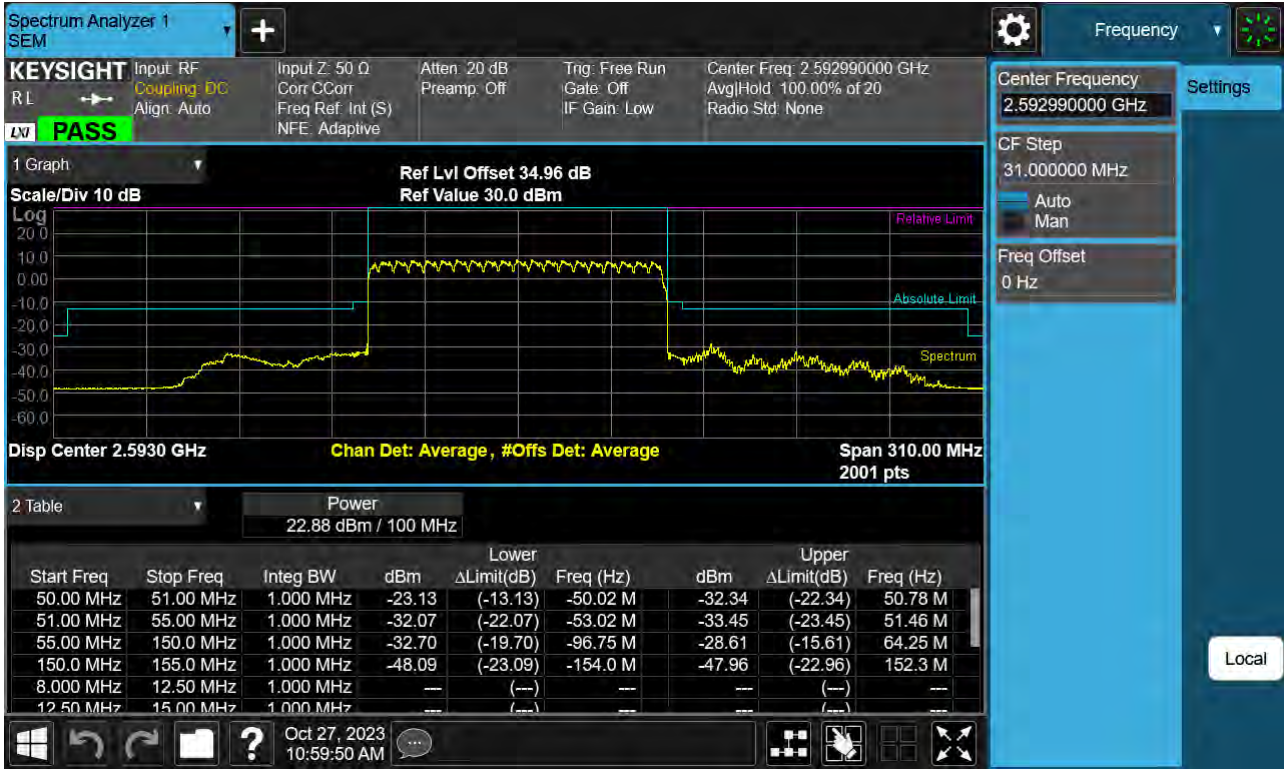 Spectrum Analyzer 1
SEM
Frequency
KEYSIGHT
R L
LXI
PASS
Input: RF
Coupling: DC
Align: Auto
Input Z: 50 Ω
Corr CCorr
Freq Ref: Int (S)
NFE: Adaptive
Atten: 20 dB
Preamp: Off
Trig: Free Run
Gate: Off
IF Gain: Low
Center Freq: 2.592990000 GHz
Avg|Hold: 100.00% of 20
Radio Std: None
Center Frequency
2.592990000 GHz
Settings
CF Step
31.000000 MHz
Auto
Man
Freq Offset
0 Hz
Local
1 Graph
Ref Lvl Offset 34.96 dB
Scale/Div 10 dB
Ref Value 30.0 dBm
Log
20.0
10.0
0.00
-10.0
-20.0
-30.0
-40.0
-50.0
-60.0
Relative Limit
Absolute Limit
Spectrum
Disp Center 2.5930 GHz
Chan Det: Average , #Offs Det: Average
Span 310.00 MHz
2001 pts
2 Table
Power
22.88 dBm / 100 MHz
Lower Upper
Start Freq Stop Freq Integ BW dBm ΔLimit(dB) Freq (Hz) dBm ΔLimit(dB) Freq (Hz)
50.00 MHz 51.00 MHz 1.000 MHz -23.13 (-13.13) -50.02 M -32.34 (-22.34) 50.78 M
51.00 MHz 55.00 MHz 1.000 MHz -32.07 (-22.07) -53.02 M -33.45 (-23.45) 51.46 M
55.00 MHz 150.0 MHz 1.000 MHz -32.70 (-19.70) -96.75 M -28.61 (-15.61) 64.25 M
150.0 MHz 155.0 MHz 1.000 MHz -48.09 (-23.09) -154.0 M -47.96 (-22.96) 152.3 M
8.000 MHz 12.50 MHz 1.000 MHz --- (---) --- --- (---) ---
12.50 MHz 15.00 MHz 1.000 MHz --- (---) --- --- (---) ---
Oct 27, 2023
10:59:50 AM